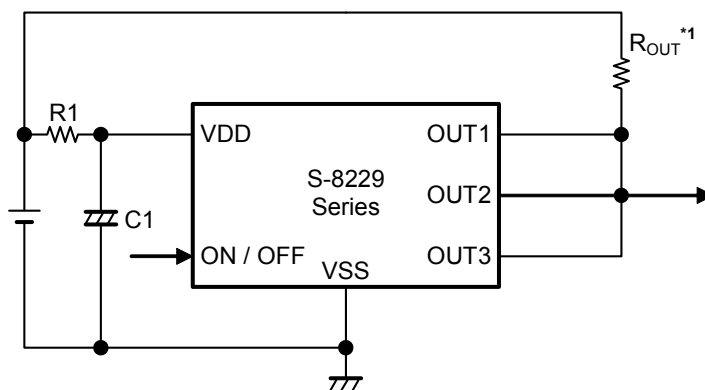 R_OUT*1
R1
VDD
OUT1
S-8229
Series
OUT2
C1
ON / OFF
OUT3
VSS